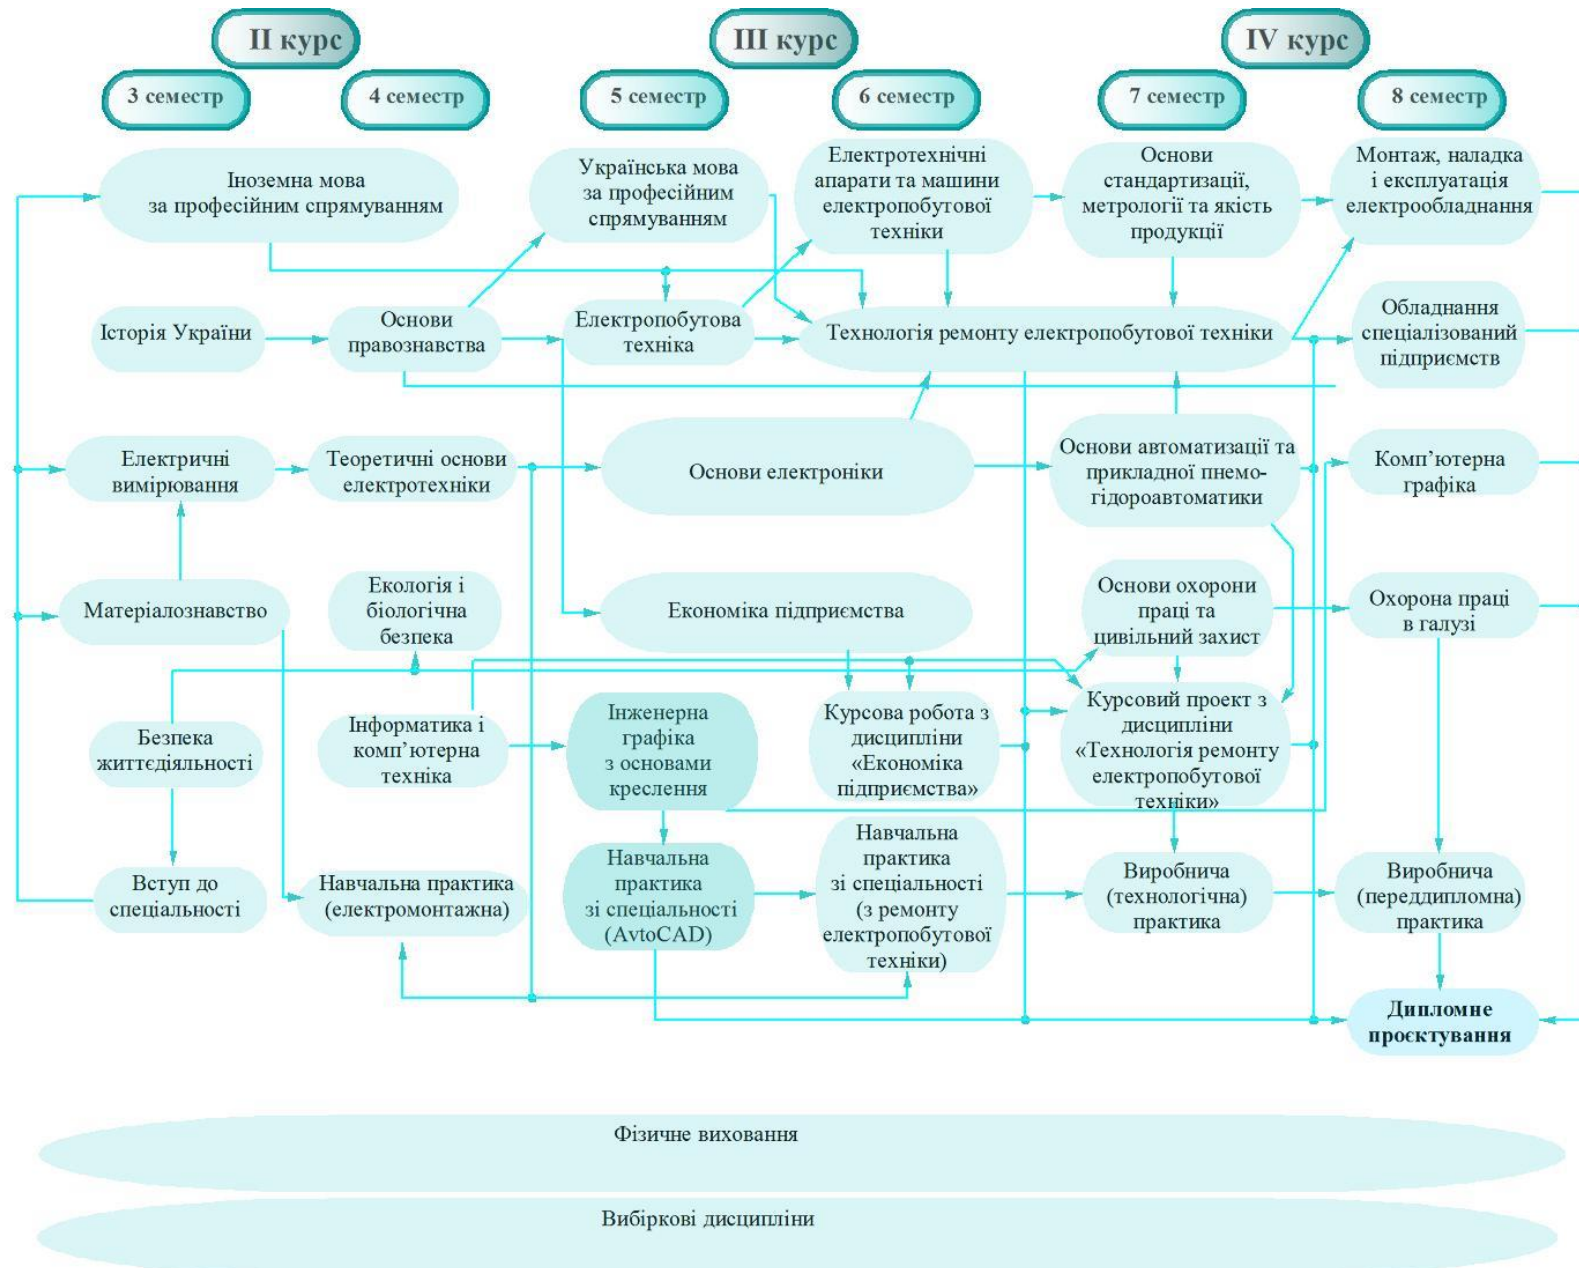 II курс
III курс
IV курс
3 семестр
4 семестр
5 семестр
6 семестр
7 семестр
8 семестр
Іноземна мова
за професійним спрямуванням
Українська мова
за професійним
спрямуванням
Електротехнічні
апарати та машини
електропобутової
техніки
Основи
стандартизації,
метрології та якість
продукції
Монтаж, наладка
і експлуатація
електрообладнання
Історія України
Основи
правознавства
Електропобутова
техніка
Технологія ремонту електропобутової техніки
Обладнання
спеціалізований
підприємств
Електричні
вимірювання
Теоретичні основи
електротехніки
Основи електроніки
Основи автоматизації та
прикладної пнемо-
гідороавтоматики
Комп’ютерна
графіка
Матеріалознавство
Екологія і
біологічна
безпека
Економіка підприємства
Основи охорони
праці та
цивільний захист
Охорона праці
в галузі
Безпека
життєдіяльності
Інформатика і
комп’ютерна
техніка
Інженерна
графіка
з основами
креслення
Курсова робота з
дисципліни
«Економіка
підприємства»
Курсовий проект з
дисципліни
«Технологія ремонту
електропобутової
техніки»
Вступ до
спеціальності
Навчальна практика
(електромонтажна)
Навчальна
практика
зі спеціальності
(AvtoCAD)
Навчальна
практика
зі спеціальності
(з ремонту
електропобутової
техніки)
Виробнича
(технологічна)
практика
Виробнича
(переддипломна)
практика
Дипломне
проєктування
Фізичне виховання
Вибіркові дисципліни